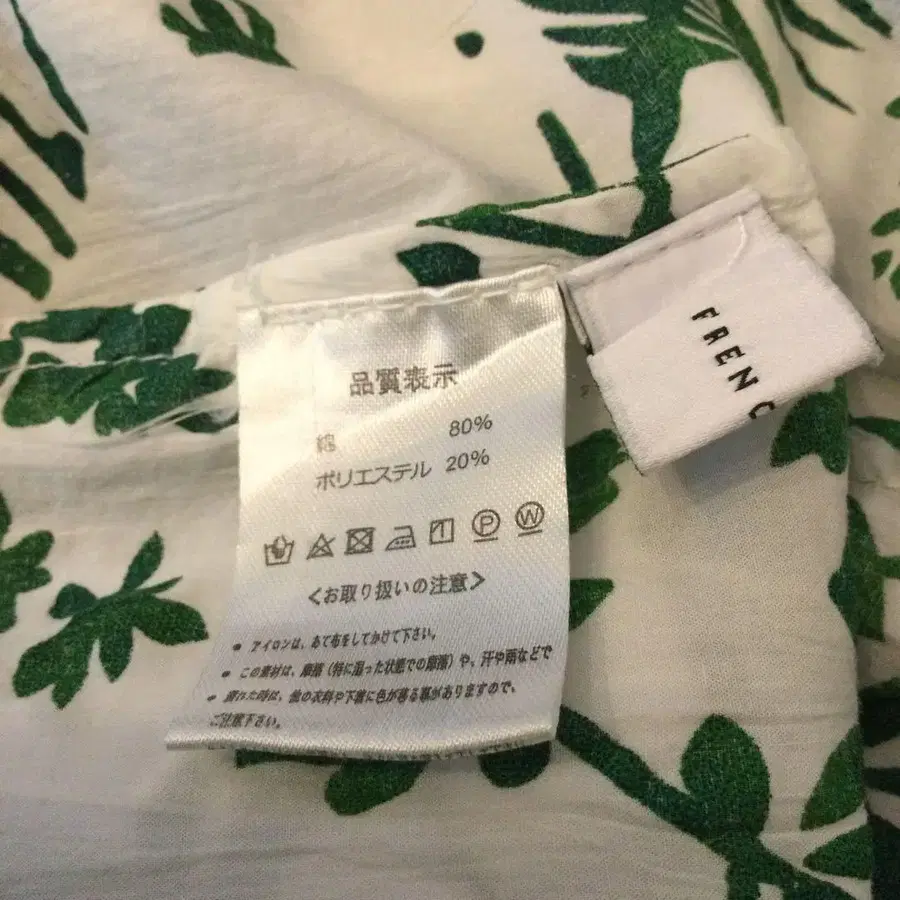 品質表示
綿 80%
ポリエステル 20%
P W
<お取り扱いの注意>
• アイロンは、あて布をしてかけて下さい。
• この素材は、摩擦(特に湿った状態での摩擦)や、汗や雨などで
• 濡れた時は、他の衣料や下着に色が移る事がありますので、
ご注意下さい。
FRENC